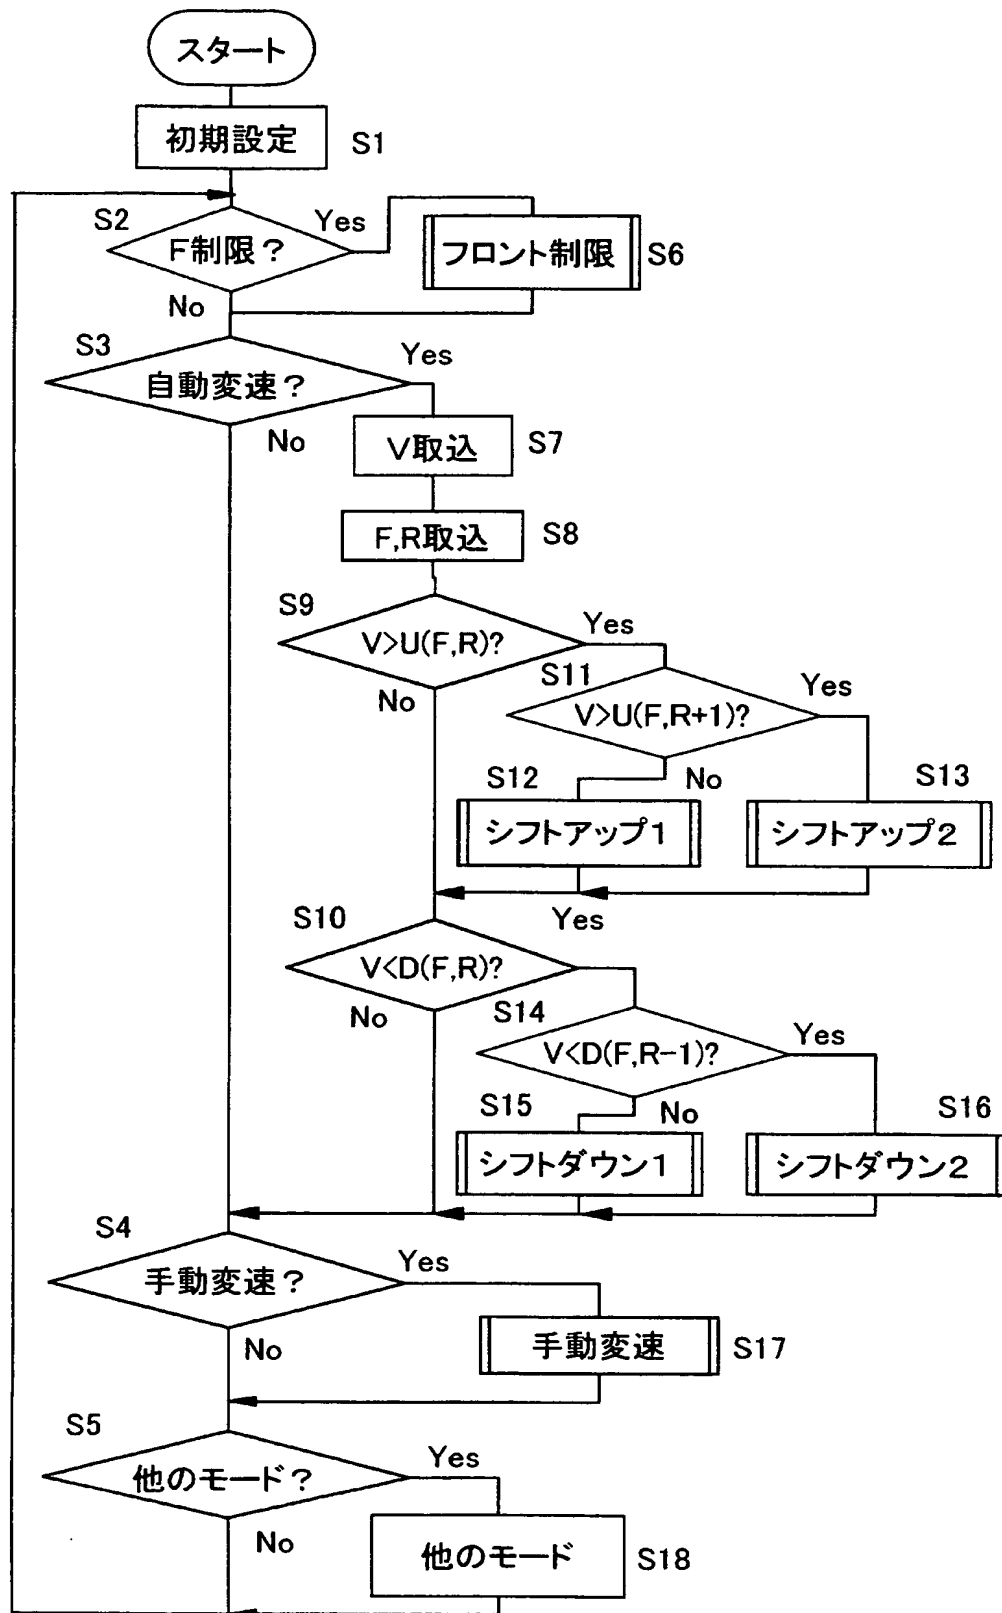 スタート
初期設定 S1
S2 F制限? Yes
No
フロント制限 S6
S3 自動変速? Yes
No
V取込 S7
F,R取込 S8
S9 V>U(F,R)? Yes
No
S11 V>U(F,R+1)? Yes
No
S12 シフトアップ1
S13 シフトアップ2
S10 V<D(F,R)? Yes
No
S14 V<D(F,R-1)? Yes
No
S15 シフトダウン1
S16 シフトダウン2
S4 手動変速? Yes
No
手動変速 S17
S5 他のモード? Yes
No
他のモード S18